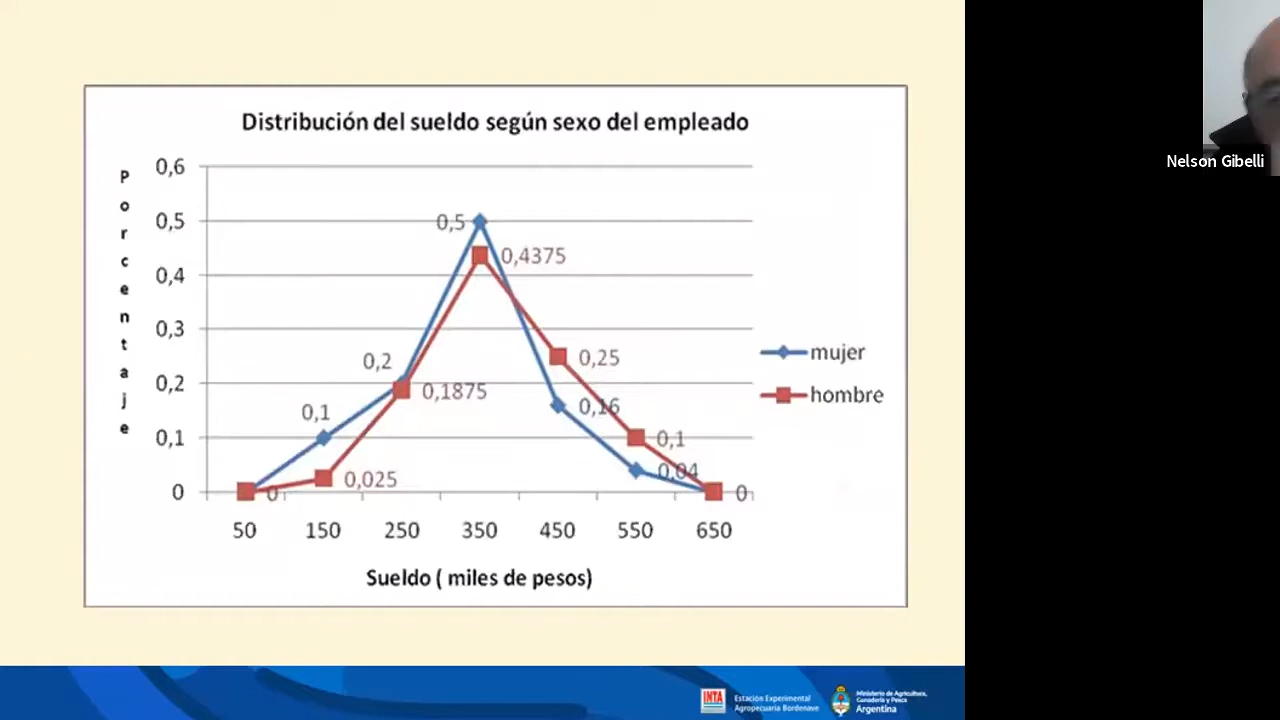 Distribución del sueldo según sexo del empleado
Porcentaje
0,6
0,5
0,4
0,3
0,2
0,1
0
0,5
0,4375
0,2
0,25
0,1875
0,1
0,16
0,1
0,025
0,04
0
0
mujer
hombre
50 150 250 350 450 550 650
Sueldo ( miles de pesos)
Nelson Gibelli
INTA
Estación Experimental
Agropecuaria Bordenave
Ministerio de Agricultura,
Ganadería y Pesca
Argentina